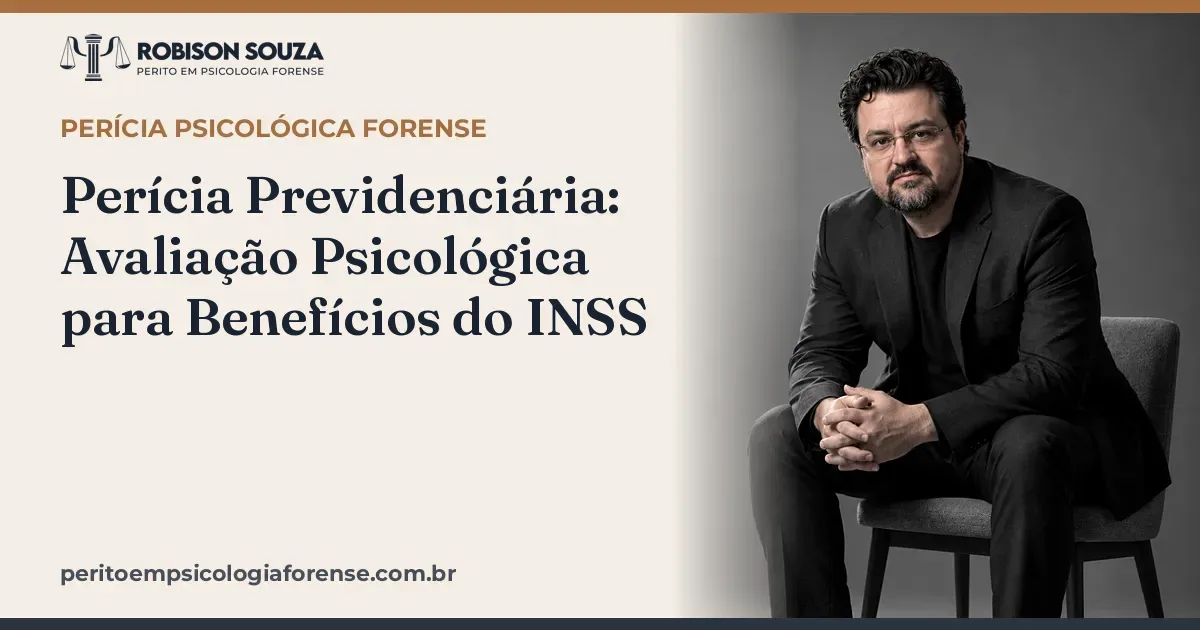 ROBISON SOUZA
PERITO EM PSICOLOGIA FORENSE
PERÍCIA PSICOLÓGICA FORENSE
Perícia Previdenciária:
Avaliação Psicológica
para Benefícios do INSS
peritoempsicologiaforense.com.br